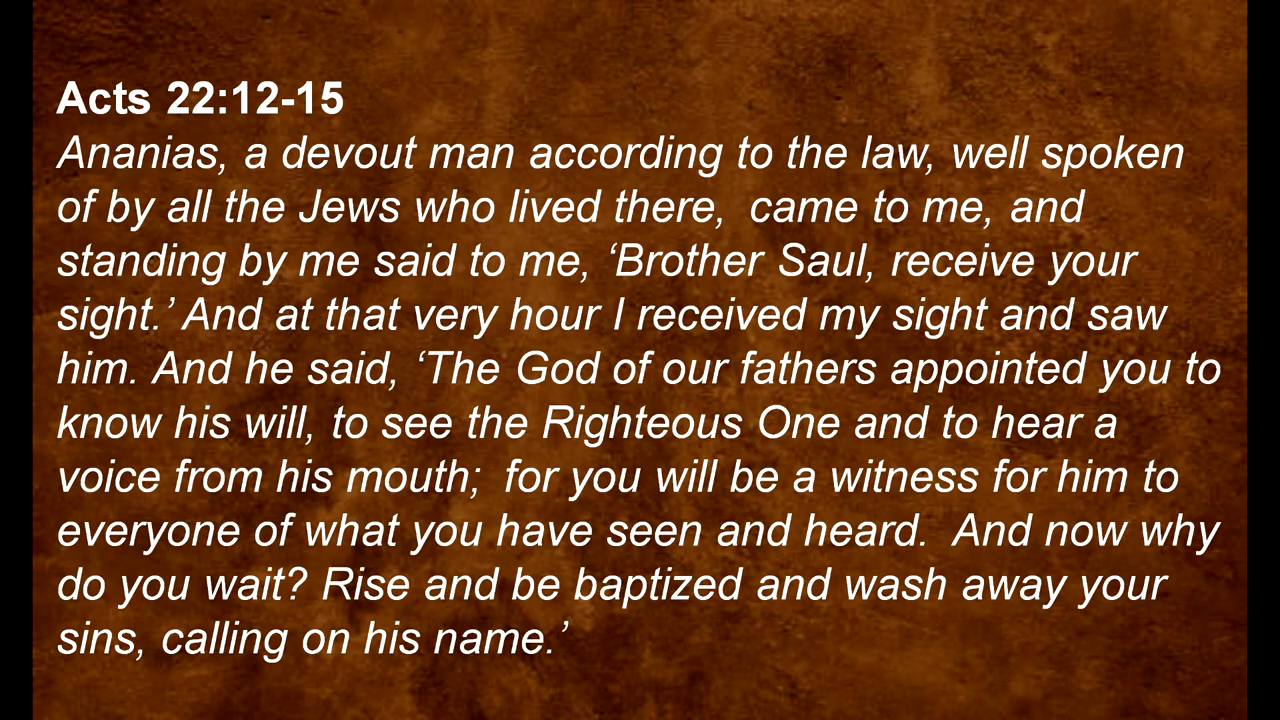 Acts 22:12-15
Ananias, a devout man according to the law, well spoken
of by all the Jews who lived there,  came to me, and
standing by me said to me, ‘Brother Saul, receive your
sight.’ And at that very hour I received my sight and saw
him. And he said, ‘The God of our fathers appointed you to
know his will, to see the Righteous One and to hear a
voice from his mouth;  for you will be a witness for him to
everyone of what you have seen and heard.  And now why
do you wait? Rise and be baptized and wash away your
sins, calling on his name.’